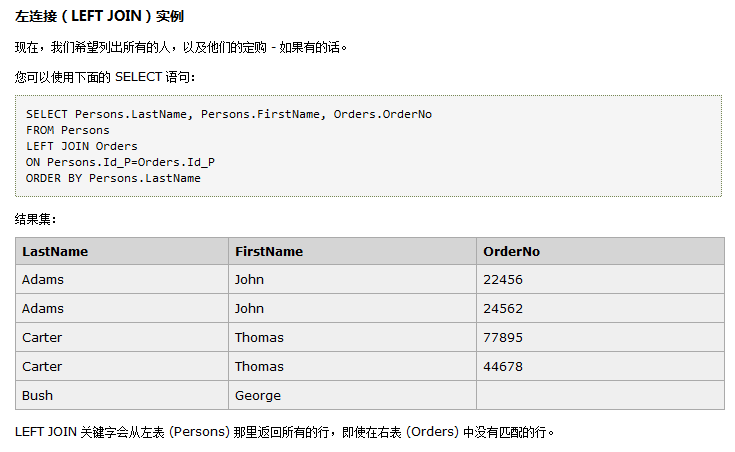 左连接（LEFT JOIN）实例
现在，我们希望列出所有的人，以及他们的定购 - 如果有的话。
您可以使用下面的 SELECT 语句：
SELECT Persons.LastName, Persons.FirstName, Orders.OrderNo
FROM Persons
LEFT JOIN Orders
ON Persons.Id_P=Orders.Id_P
ORDER BY Persons.LastName
结果集：
LastName FirstName OrderNo
Adams John 22456
Adams John 24562
Carter Thomas 77895
Carter Thomas 44678
Bush George
LEFT JOIN 关键字会从左表 (Persons) 那里返回所有的行，即使在右表 (Orders) 中没有匹配的行。